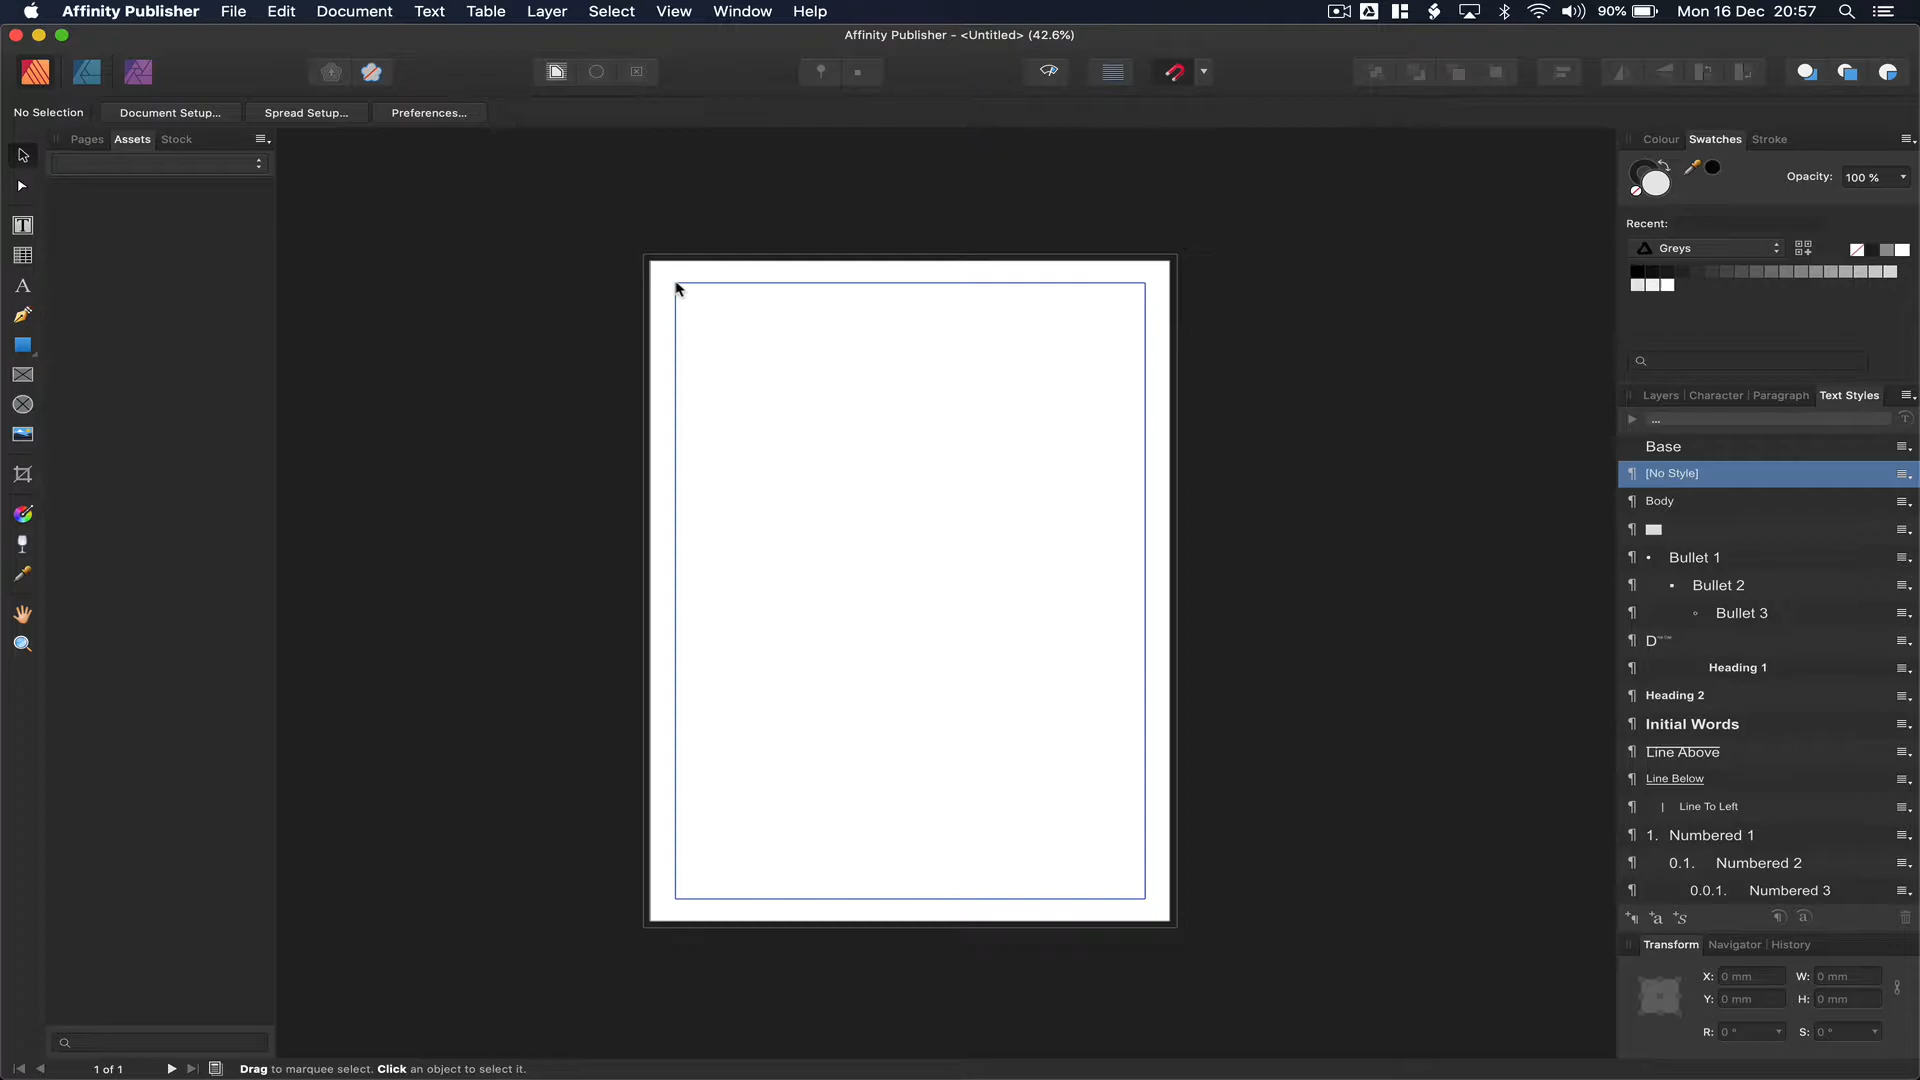 Affinity Publisher File Edit Document Text Table Layer Select View Window Help 90% Mon 16 Dec 20:57
Affinity Publisher - <Untitled> (42.6%)
No Selection Document Setup... Spread Setup... Preferences...
Pages Assets Stock
Colour Swatches Stroke
Opacity: 100 %
Recent:
Greys
Layers Character Paragraph Text Styles
...
Base
[No Style]
Body
• Bullet 1
▪ Bullet 2
◦ Bullet 3
D
Heading 1
Heading 2
Initial Words
Line Above
Line Below
Line To Left
1. Numbered 1
0.1. Numbered 2
0.0.1. Numbered 3
Transform Navigator History
X: 0 mm W: 0 mm
Y: 0 mm H: 0 mm
R: 0 ° S: 0 °
1 of 1 Drag to marquee select. Click an object to select it.